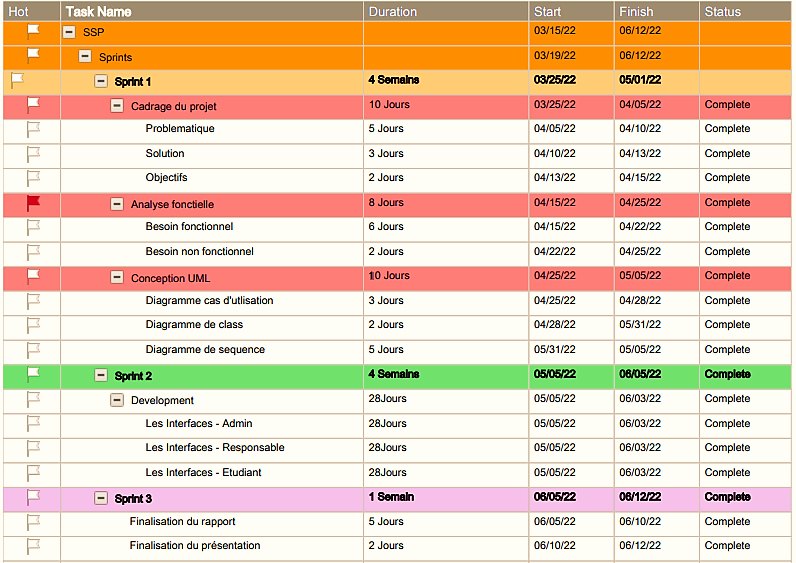 Hot Task Name Duration Start Finish Status
SSP 03/15/22 06/12/22
Sprints 03/19/22 06/12/22
Sprint 1 4 Semains 03/25/22 05/01/22
Cadrage du projet 10 Jours 03/25/22 04/05/22 Complete
Problematique 5 Jours 04/05/22 04/10/22 Complete
Solution 3 Jours 04/10/22 04/13/22 Complete
Objectifs 2 Jours 04/13/22 04/15/22 Complete
Analyse fonctielle 8 Jours 04/15/22 04/25/22 Complete
Besoin fonctionnel 6 Jours 04/15/22 04/22/22 Complete
Besoin non fonctionnel 2 Jours 04/22/22 04/25/22 Complete
Conception UML 10 Jours 04/25/22 05/05/22 Complete
Diagramme cas d'utlisation 3 Jours 04/25/22 04/28/22 Complete
Diagramme de class 2 Jours 04/28/22 05/31/22 Complete
Diagramme de sequence 5 Jours 05/31/22 05/05/22 Complete
Sprint 2 4 Semains 05/05/22 06/05/22 Complete
Development 28Jours 05/05/22 06/03/22 Complete
Les Interfaces - Admin 28Jours 05/05/22 06/03/22 Complete
Les Interfaces - Responsable 28Jours 05/05/22 06/03/22 Complete
Les Interfaces - Etudiant 28Jours 05/05/22 06/03/22 Complete
Sprint 3 1 Semain 06/05/22 06/12/22 Complete
Finalisation du rapport 5 Jours 06/05/22 06/10/22 Complete
Finalisation du présentation 2 Jours 06/10/22 06/12/22 Complete